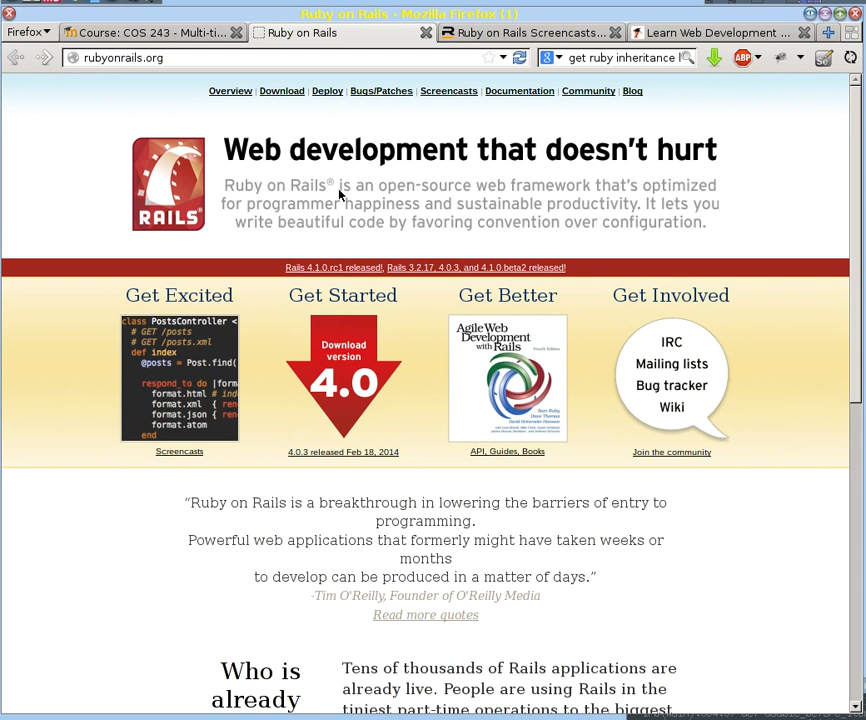 Ruby on Rails - Mozilla Firefox (1)
Firefox
Course: COS 243 - Multi-ti...
Ruby on Rails
Ruby on Rails Screencasts...
Learn Web Development ...
rubyonrails.org
get ruby inheritance l
ABP
Overview | Download | Deploy | Bugs/Patches | Screencasts | Documentation | Community | Blog
RAILS
Web development that doesn't hurt
Ruby on Rails® is an open-source web framework that's optimized
for programmer happiness and sustainable productivity. It lets you
write beautiful code by favoring convention over configuration.
Rails 4.1.0.rc1 released!, Rails 3.2.17, 4.0.3, and 4.1.0.beta2 released!
Get Excited
Get Started
Get Better
Get Involved
class PostsController <
# GET /posts
# GET /posts.xml
def index
@posts = Post.find(
respond_to do |form
format.html # ind
format.xml { ren
format.json { ren
format.atom
end
Screencasts
Download
version
4.0
4.0.3 released Feb 18, 2014
Agile Web
Development
with Rails
Fourth Edition
Sam Ruby
Dave Thomas
David Heinemeier Hansson
API, Guides, Books
IRC
Mailing lists
Bug tracker
Wiki
Join the community
“Ruby on Rails is a breakthrough in lowering the barriers of entry to
programming.
Powerful web applications that formerly might have taken weeks or
months
to develop can be produced in a matter of days.”
-Tim O'Reilly, Founder of O'Reilly Media
Read more quotes
Who is
already
Tens of thousands of Rails applications are
already live. People are using Rails in the
tiniest part-time operations to the biggest